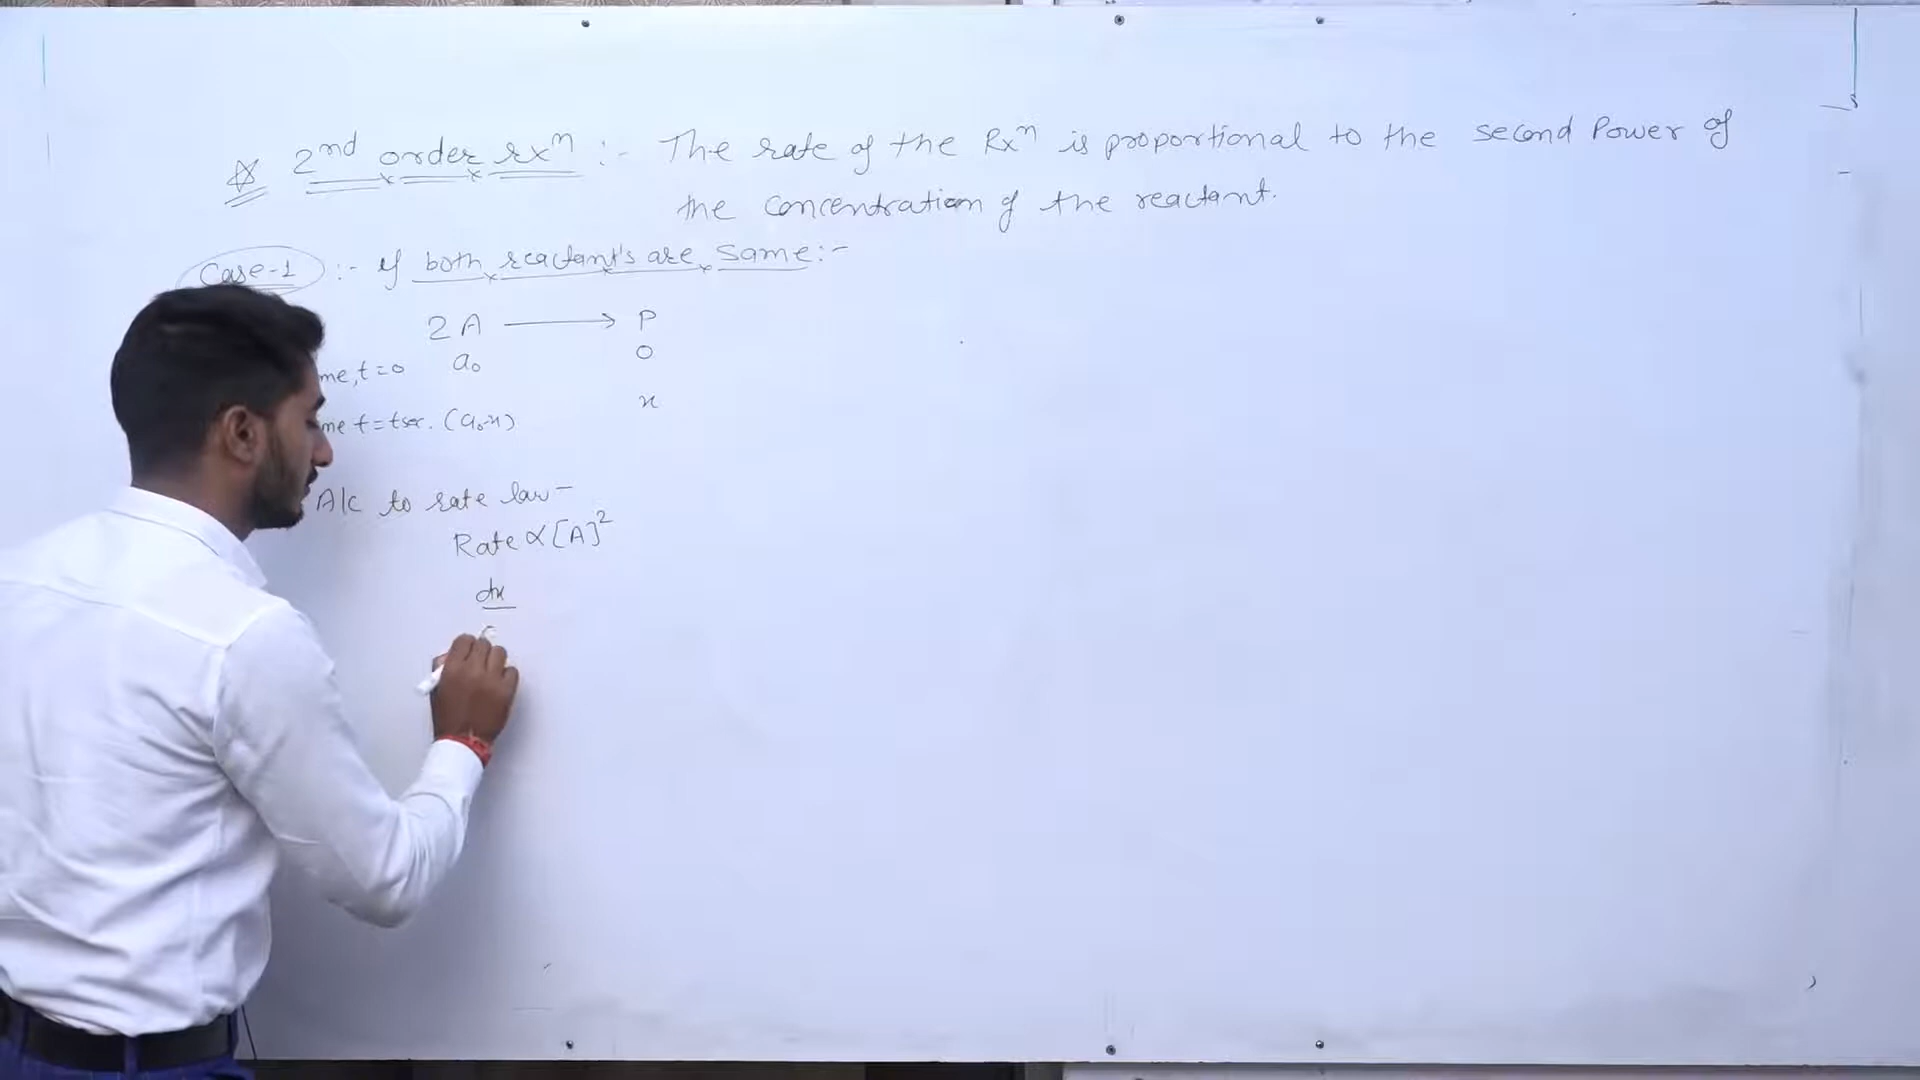 2nd order rxn :- The rate of the Rxn is proportional to the second Power of
the concentration of the reactant.
Case-1 :- If both reactant's are same :-
2A ⟶ P
me, t=0 a₀ 0
me t=tsec. (a₀-x) x
A/c to rate law -
Rate ∝ [A]²
dx